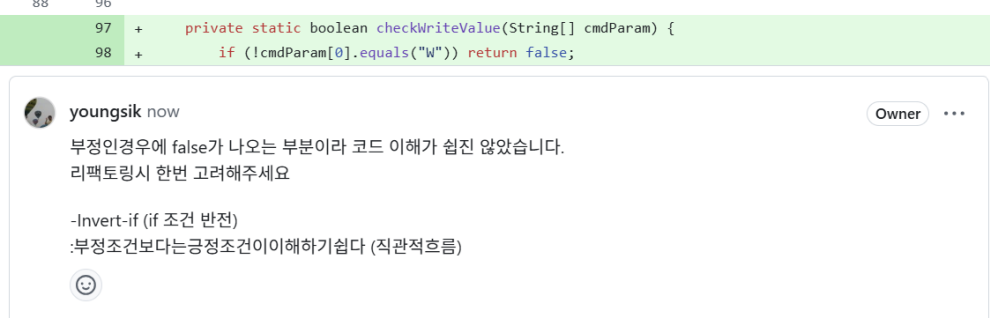 88 96
97 + private static boolean checkWriteValue(String[] cmdParam) {
98 + if (!cmdParam[0].equals("W")) return false;
youngsik now
Owner ...
부정인경우에 false가 나오는 부분이라 코드 이해가 쉽진 않았습니다.
리팩토링시 한번 고려해주세요
-Invert-if (if 조건 반전)
:부정조건보다는긍정조건이이해하기쉽다 (직관적흐름)